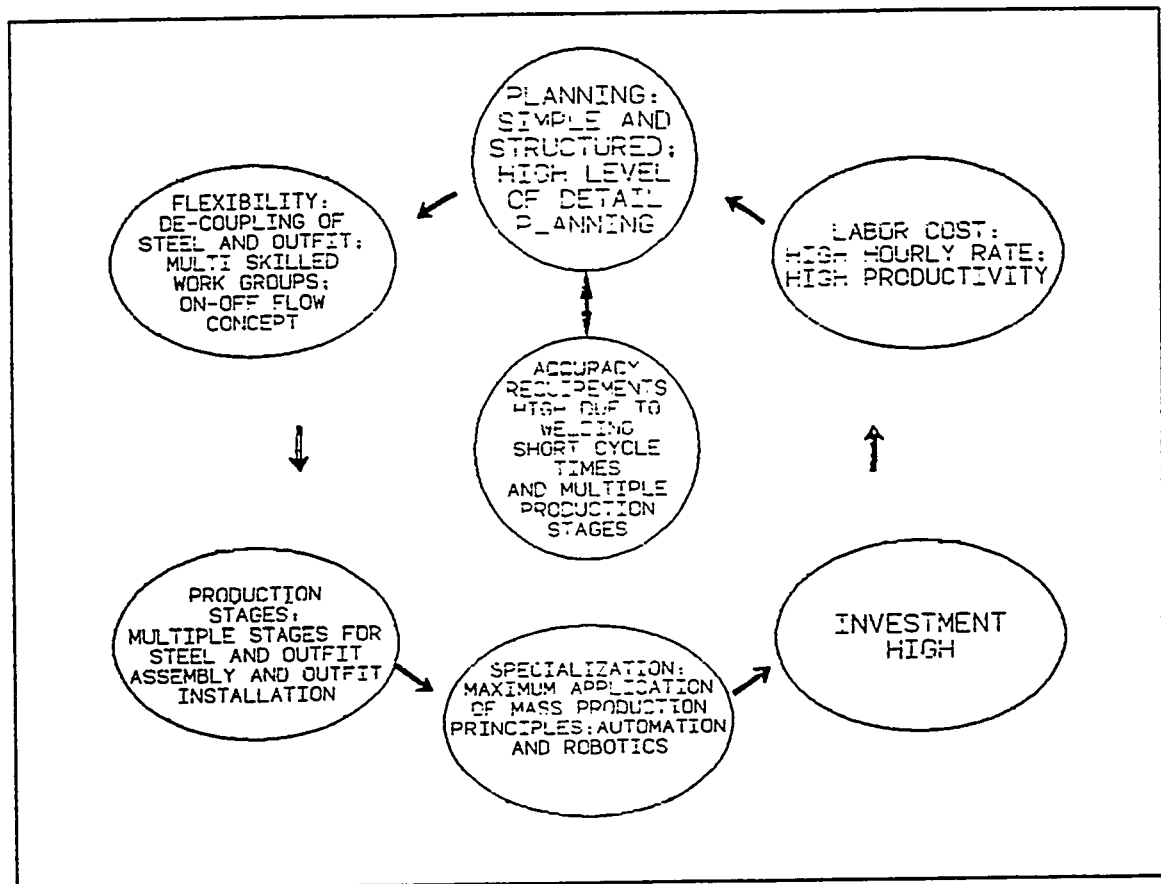 PLANNING:
SIMPLE AND
STRUCTURED;
HIGH LEVEL
OF DETAIL
PLANNING
FLEXIBILITY:
DE-COUPLING OF
STEEL AND OUTFIT;
MULTI SKILLED
WORK GROUPS;
ON-OFF FLOW
CONCEPT
LABOR COST:
HIGH HOURLY RATE;
HIGH PRODUCTIVITY
ACCURACY
REQUIREMENTS
HIGH DUE TO
WELDING
SHORT CYCLE
TIMES
AND MULTIPLE
PRODUCTION
STAGES
PRODUCTION
STAGES:
MULTIPLE STAGES FOR
STEEL AND OUTFIT
ASSEMBLY AND OUTFIT
INSTALLATION
SPECIALIZATION:
MAXIMUM APPLICATION
OF MASS PRODUCTION
PRINCIPLES:AUTOMATION
AND ROBOTICS
INVESTMENT
HIGH